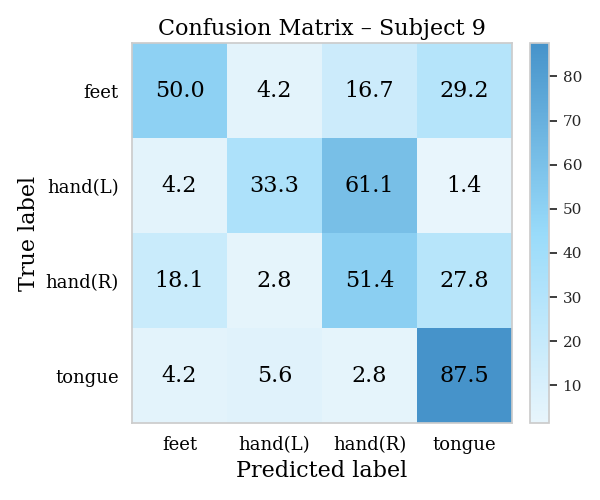 Confusion Matrix – Subject 9
feet 50.0 4.2 16.7 29.2
hand(L) 4.2 33.3 61.1 1.4
hand(R) 18.1 2.8 51.4 27.8
tongue 4.2 5.6 2.8 87.5
feet hand(L) hand(R) tongue
Predicted label
True label
80
70
60
50
40
30
20
10